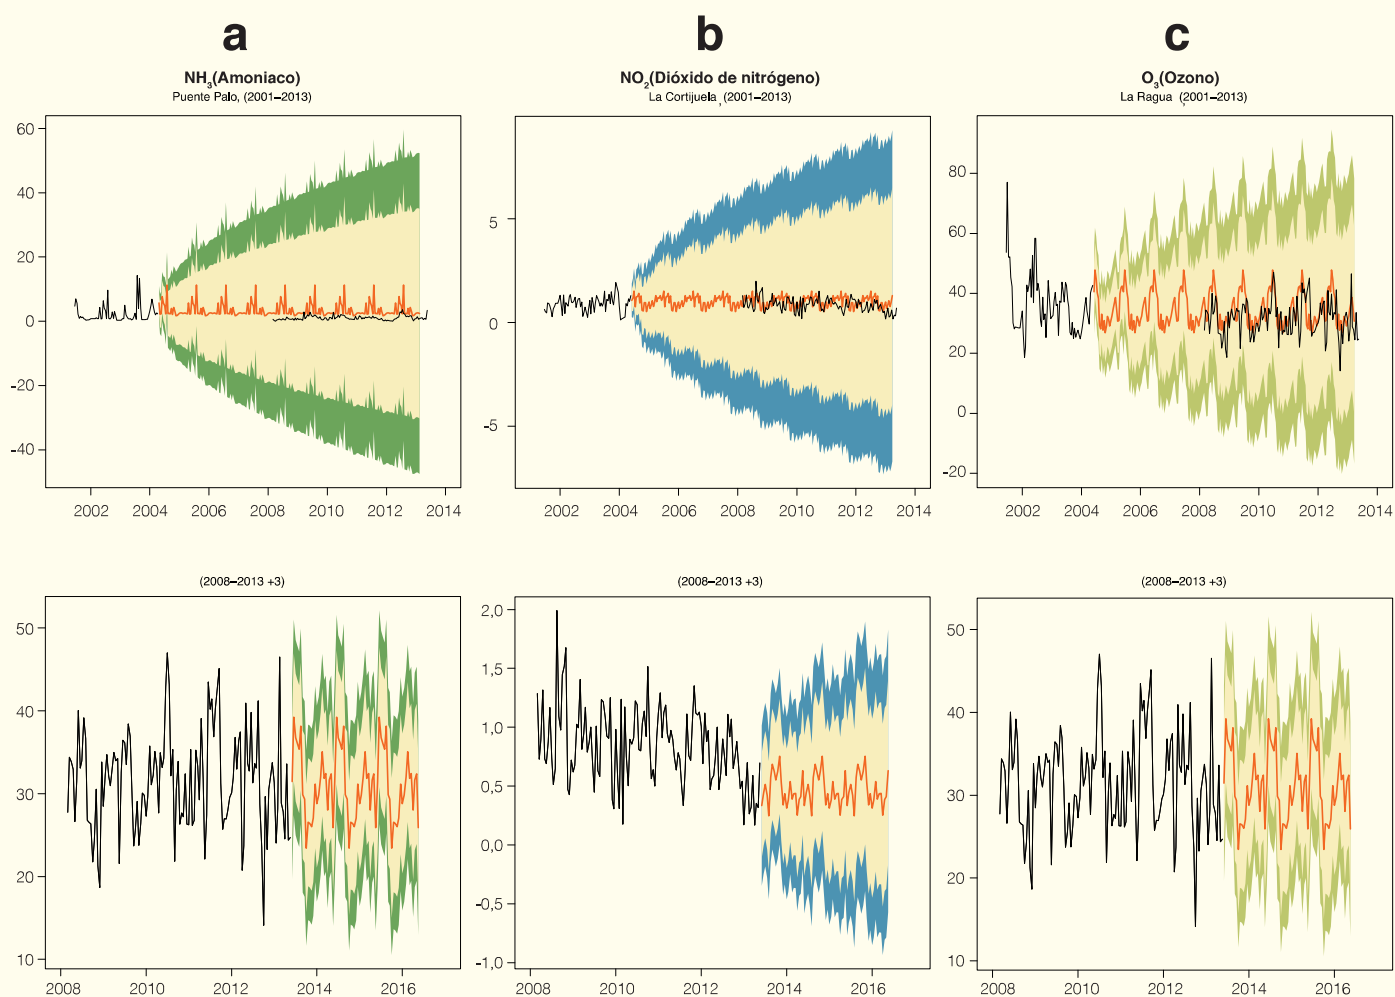 a
b
c
NH3(Amoniaco)
Puente Palo, (2001–2013)
NO2(Dióxido de nitrógeno)
La Cortijuela , (2001–2013)
O3(Ozono)
La Ragua ,(2001–2013)
60
40
20
0
-20
-40
2002 2004 2006 2008 2010 2012 2014
5
0
-5
2002 2004 2006 2008 2010 2012 2014
80
60
40
20
0
-20
2002 2004 2006 2008 2010 2012 2014
(2008–2013 +3)
(2008–2013 +3)
(2008–2013 +3)
50
40
30
20
10
2008 2010 2012 2014 2016
2,0
1,5
1,0
0,5
0,0
-0,5
-1,0
2008 2010 2012 2014 2016
50
40
30
20
10
2008 2010 2012 2014 2016